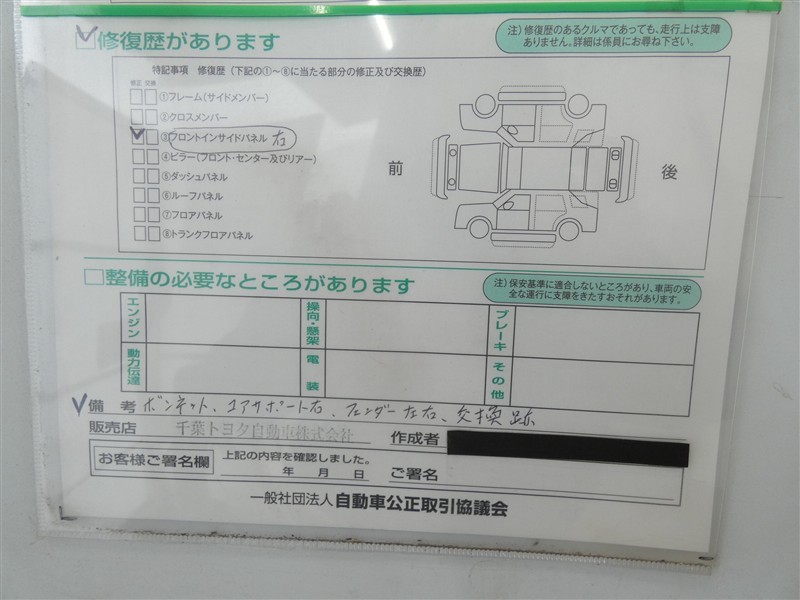 修復歴があります
注）修復歴のあるクルマであっても、走行上は支障
ありません。詳細は係員にお尋ね下さい。
特記事項 修復歴（下記の①～⑧に当たる部分の修正及び交換歴）
修正 交換
①フレーム（サイドメンバー）
②クロスメンバー
③フロントインサイドパネル 右
④ピラー（フロント・センター及びリアー）
⑤ダッシュパネル
⑥ルーフパネル
⑦フロアパネル
⑧トランクフロアパネル
前
後
整備の必要なところがあります
注）保安基準に適合しないところがあり、車両の安
全な運行に支障をきたすおそれがあります。
エンジン
操向・懸架
ブレーキ
動力伝達
電装
その他
備考 ボンネット、コアサポート右、フェンダー左右、交換跡
販売店 千葉トヨタ自動車株式会社 作成者
お客様ご署名欄
上記の内容を確認しました。
年 月 日 ご署名
一般社団法人 自動車公正取引協議会